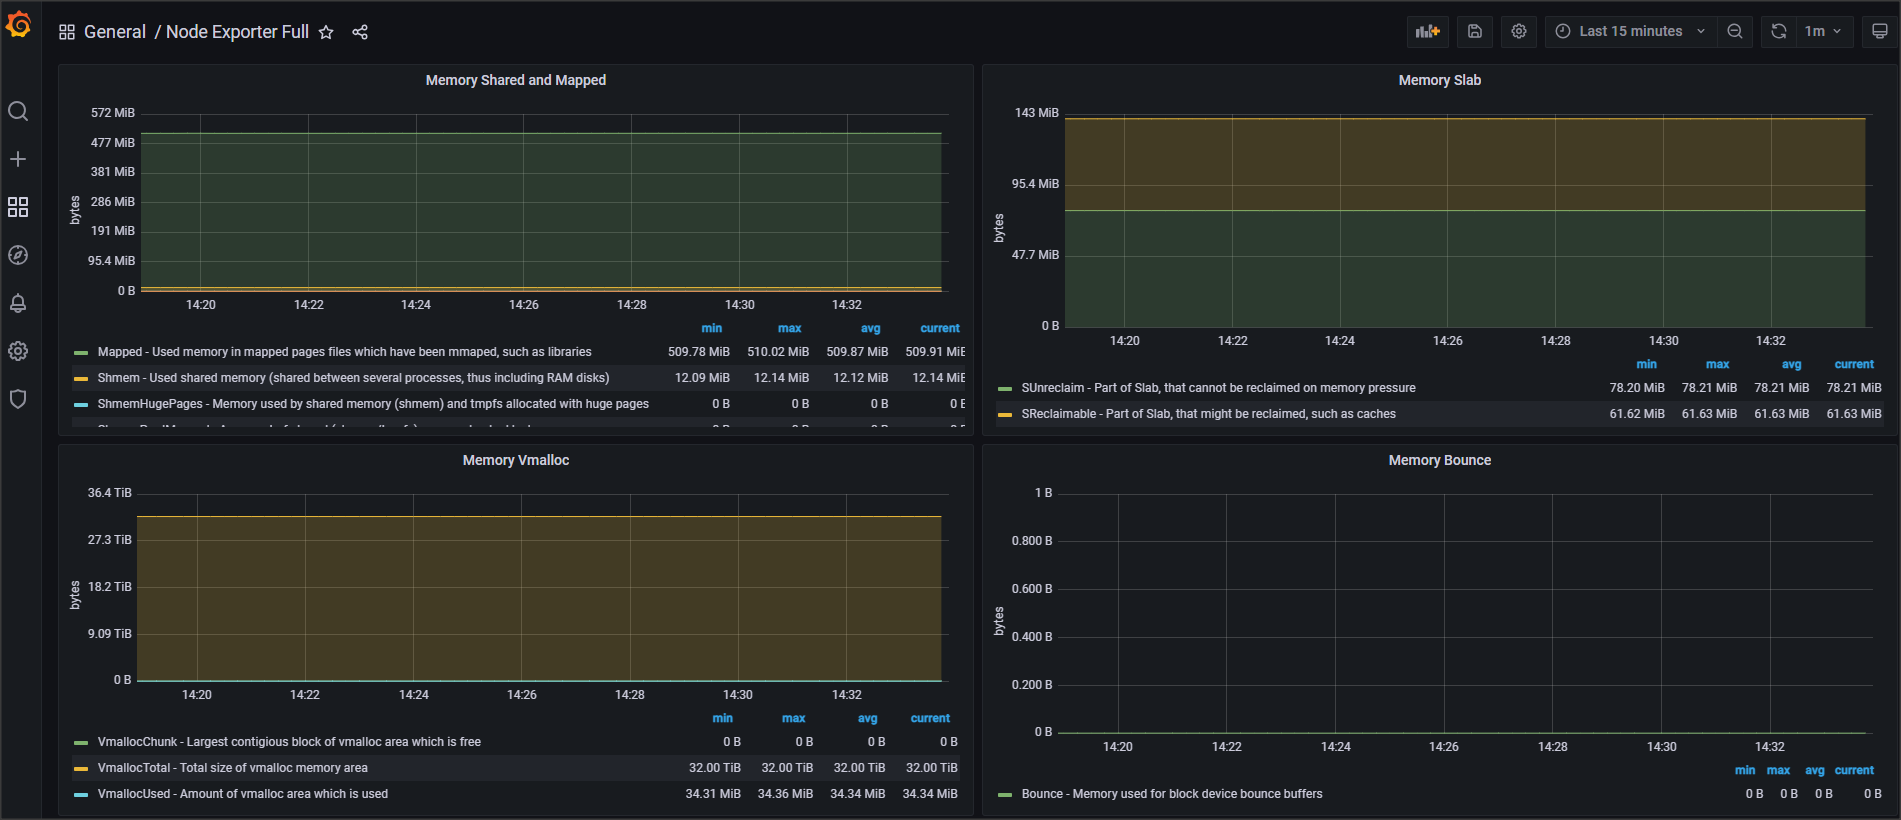 General / Node Exporter Full
Last 15 minutes
1m
Memory Shared and Mapped
572 MiB
477 MiB
381 MiB
286 MiB
191 MiB
95.4 MiB
0 B
bytes
14:20 14:22 14:24 14:26 14:28 14:30 14:32
min max avg current
Mapped - Used memory in mapped pages files which have been mmaped, such as libraries 509.78 MiB 510.02 MiB 509.87 MiB 509.91 MiE
Shmem - Used shared memory (shared between several processes, thus including RAM disks) 12.09 MiB 12.14 MiB 12.12 MiB 12.14 MiE
ShmemHugePages - Memory used by shared memory (shmem) and tmpfs allocated with huge pages 0 B 0 B 0 B 0 E
Memory Slab
143 MiB
95.4 MiB
47.7 MiB
0 B
bytes
14:20 14:22 14:24 14:26 14:28 14:30 14:32
min max avg current
SUnreclaim - Part of Slab, that cannot be reclaimed on memory pressure 78.20 MiB 78.21 MiB 78.21 MiB 78.21 MiB
SReclaimable - Part of Slab, that might be reclaimed, such as caches 61.62 MiB 61.63 MiB 61.63 MiB 61.63 MiB
Memory Vmalloc
36.4 TiB
27.3 TiB
18.2 TiB
9.09 TiB
0 B
bytes
14:20 14:22 14:24 14:26 14:28 14:30 14:32
min max avg current
VmallocChunk - Largest contigious block of vmalloc area which is free 0 B 0 B 0 B 0 B
VmallocTotal - Total size of vmalloc memory area 32.00 TiB 32.00 TiB 32.00 TiB 32.00 TiB
VmallocUsed - Amount of vmalloc area which is used 34.31 MiB 34.36 MiB 34.34 MiB 34.34 MiB
Memory Bounce
1 B
0.800 B
0.600 B
0.400 B
0.200 B
0 B
bytes
14:20 14:22 14:24 14:26 14:28 14:30 14:32
min max avg current
Bounce - Memory used for block device bounce buffers 0 B 0 B 0 B 0 B